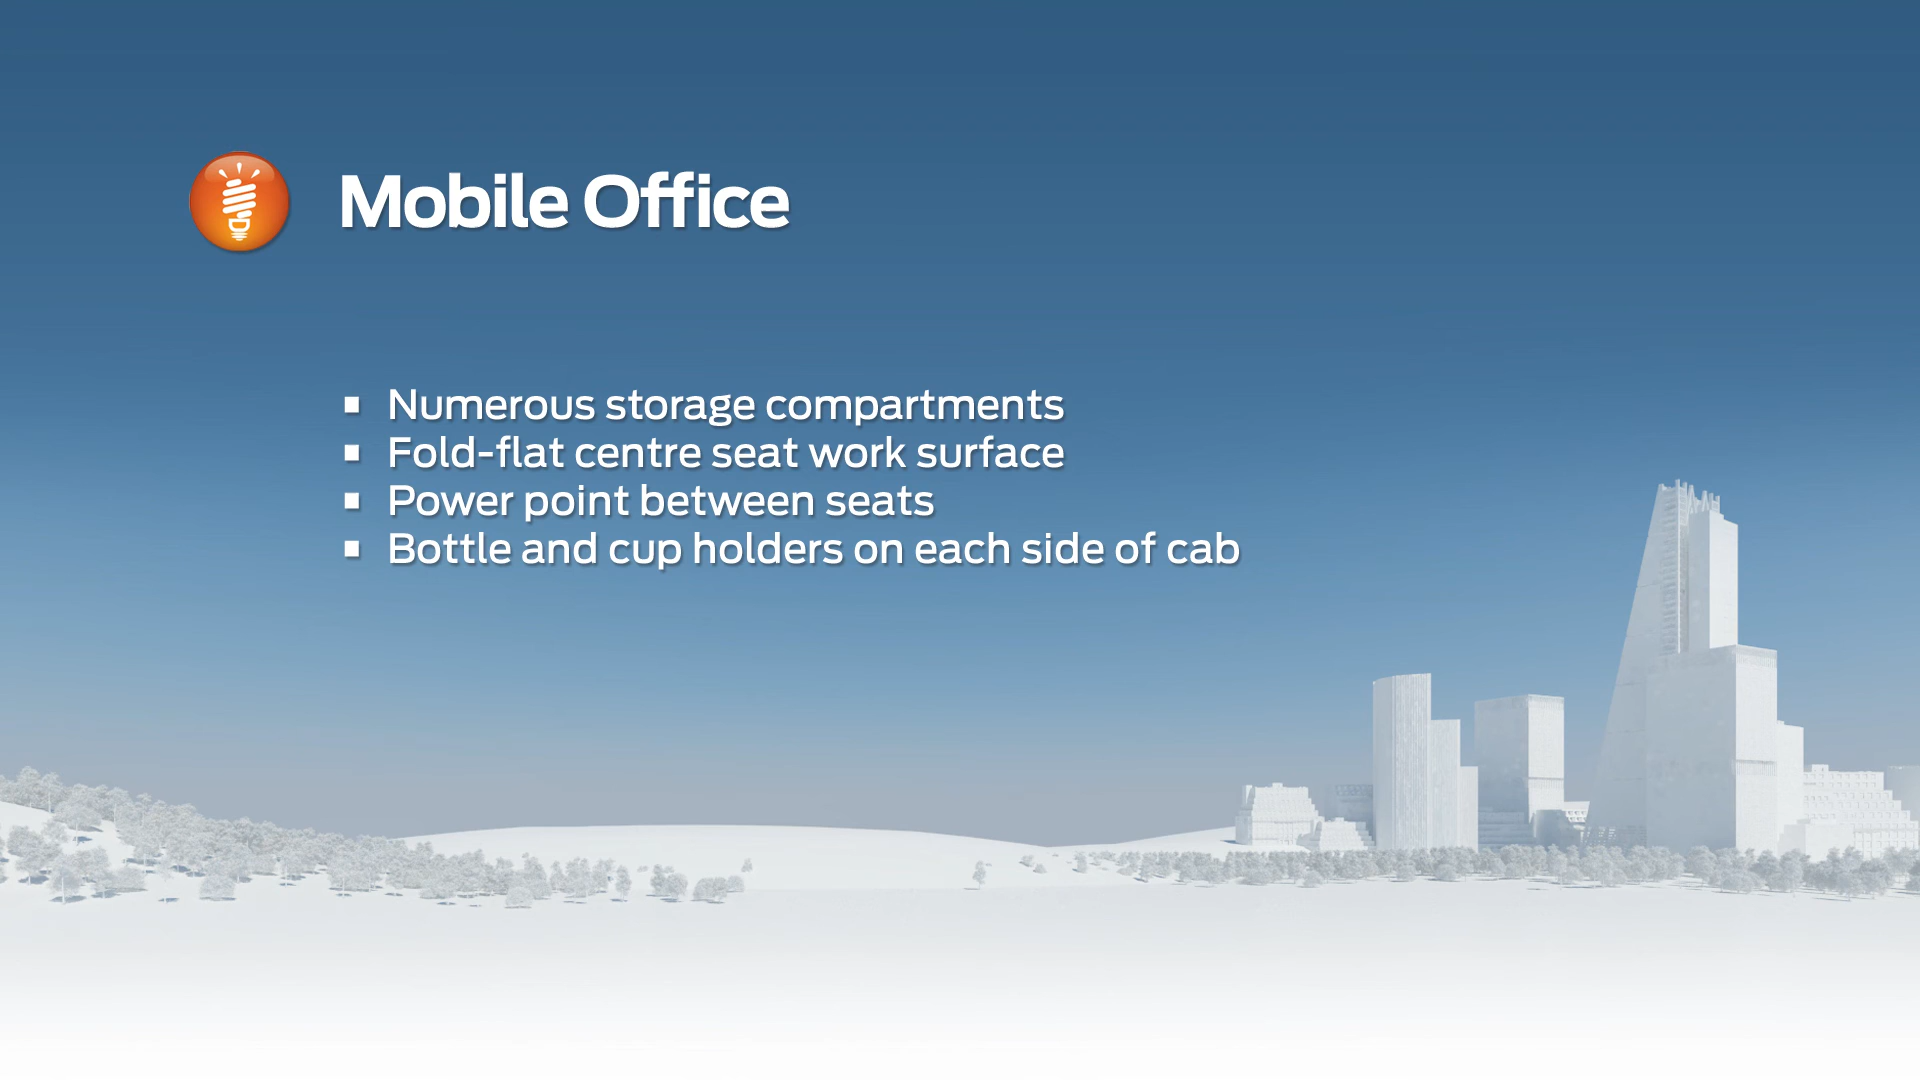 Mobile Office
▪ Numerous storage compartments
▪ Fold-flat centre seat work surface
▪ Power point between seats
▪ Bottle and cup holders on each side of cab